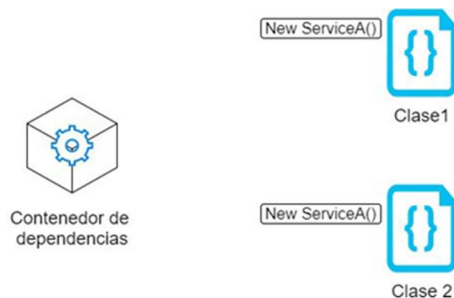 New ServiceA()
Clase1
Contenedor de
dependencias
New ServiceA()
Clase 2